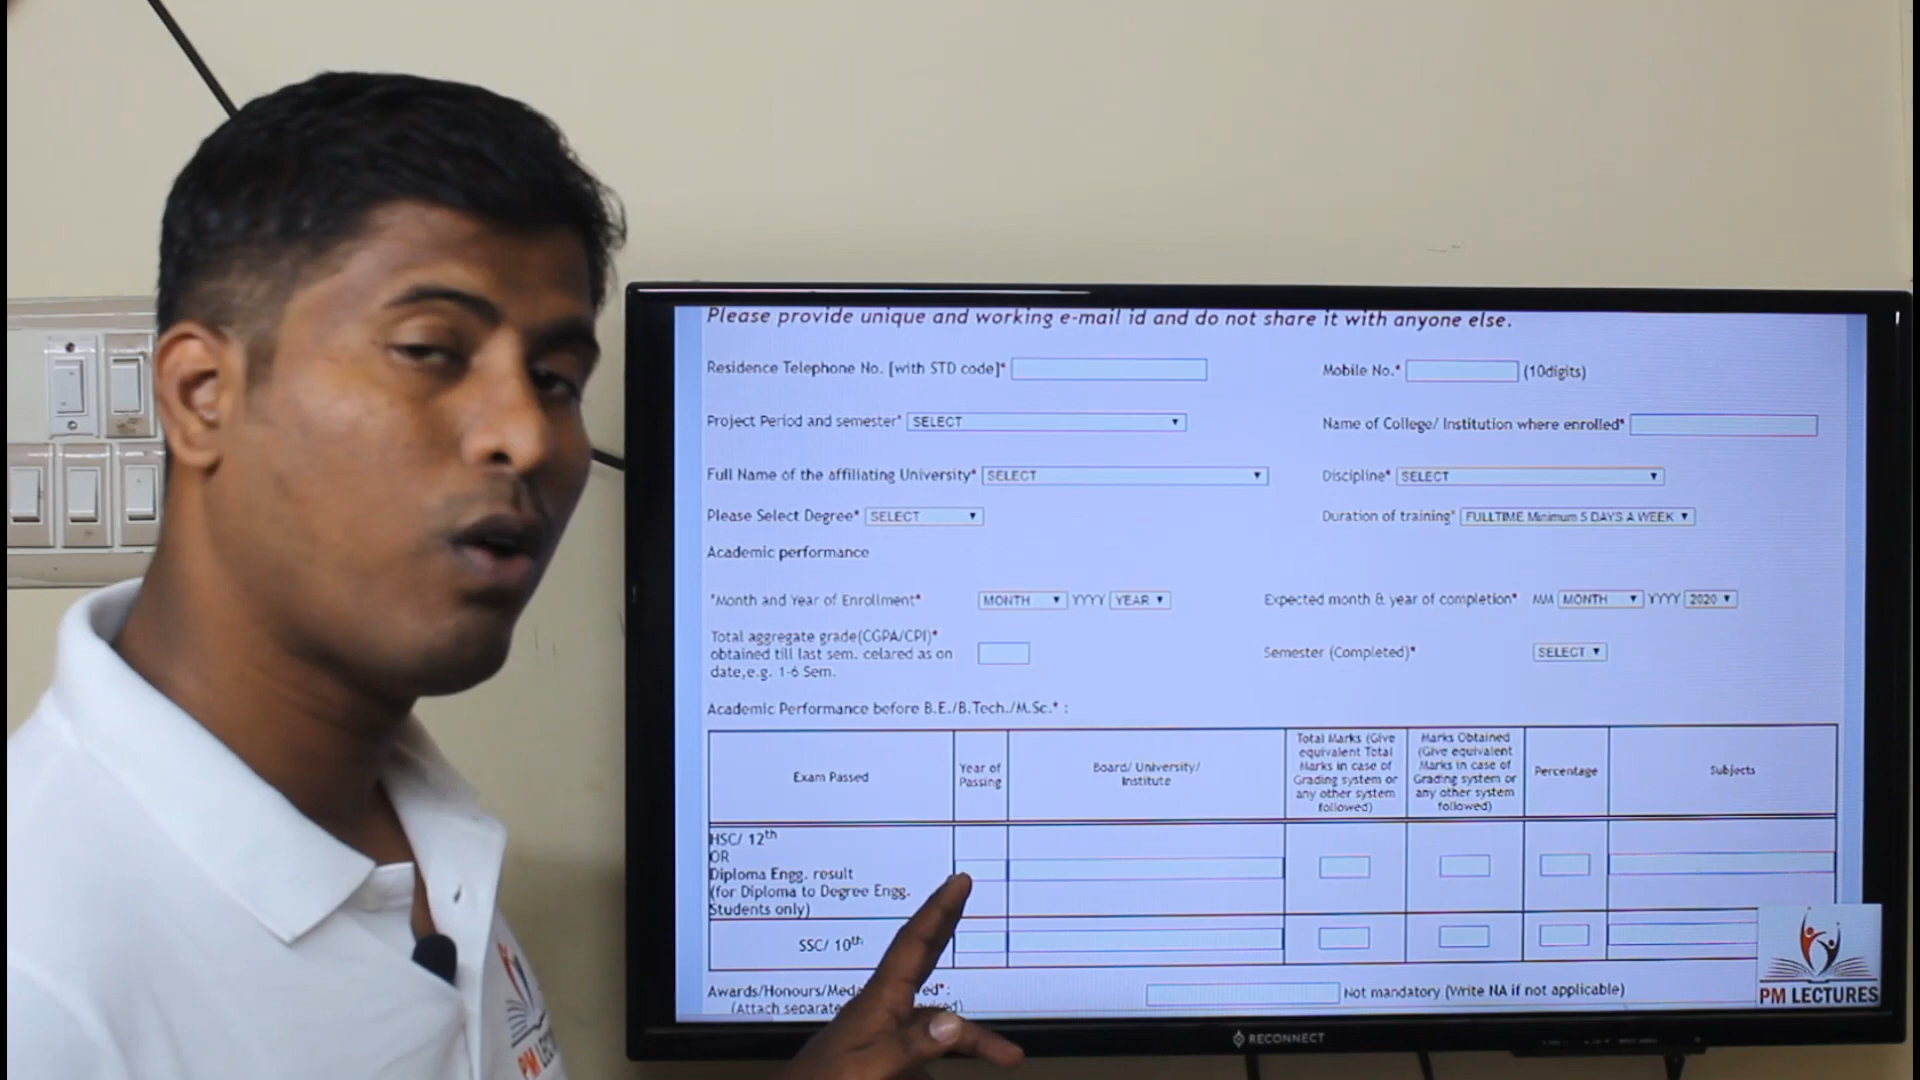 Please provide unique and working e-mail id and do not share it with anyone else.
Residence Telephone No. [with STD code]*
Mobile No.* (10digits)
Project Period and semester* SELECT
Name of College/ Institution where enrolled*
Full Name of the affiliating University* SELECT
Discipline* SELECT
Please Select Degree* SELECT
Duration of training* FULLTIME Minimum 5 DAYS A WEEK
Academic performance
*Month and Year of Enrollment* MONTH YYYY YEAR
Expected month & year of completion* MM MONTH YYYY 2020
Total aggregate grade(CGPA/CPI)*
obtained till last sem. celared as on
date,e.g. 1-6 Sem.
Semester (Completed)* SELECT
Academic Performance before B.E./B.Tech./M.Sc.* :
Exam Passed
Year of
Passing
Board/ University/
Institute
Total Marks (Give
equivalent Total
Marks in case of
Grading system or
any other system
followed)
Marks Obtained
(Give equivalent
Marks in case of
Grading system or
any other system
followed)
Percentage
Subjects
HSC/ 12th
OR
Diploma Engg. result
(for Diploma to Degree Engg.
Students only)
SSC/ 10th
Awards/Honours/Meda ed*:
Not mandatory (Write NA if not applicable)
(Attach separate
PM LECTURES
RECONNECT
PM